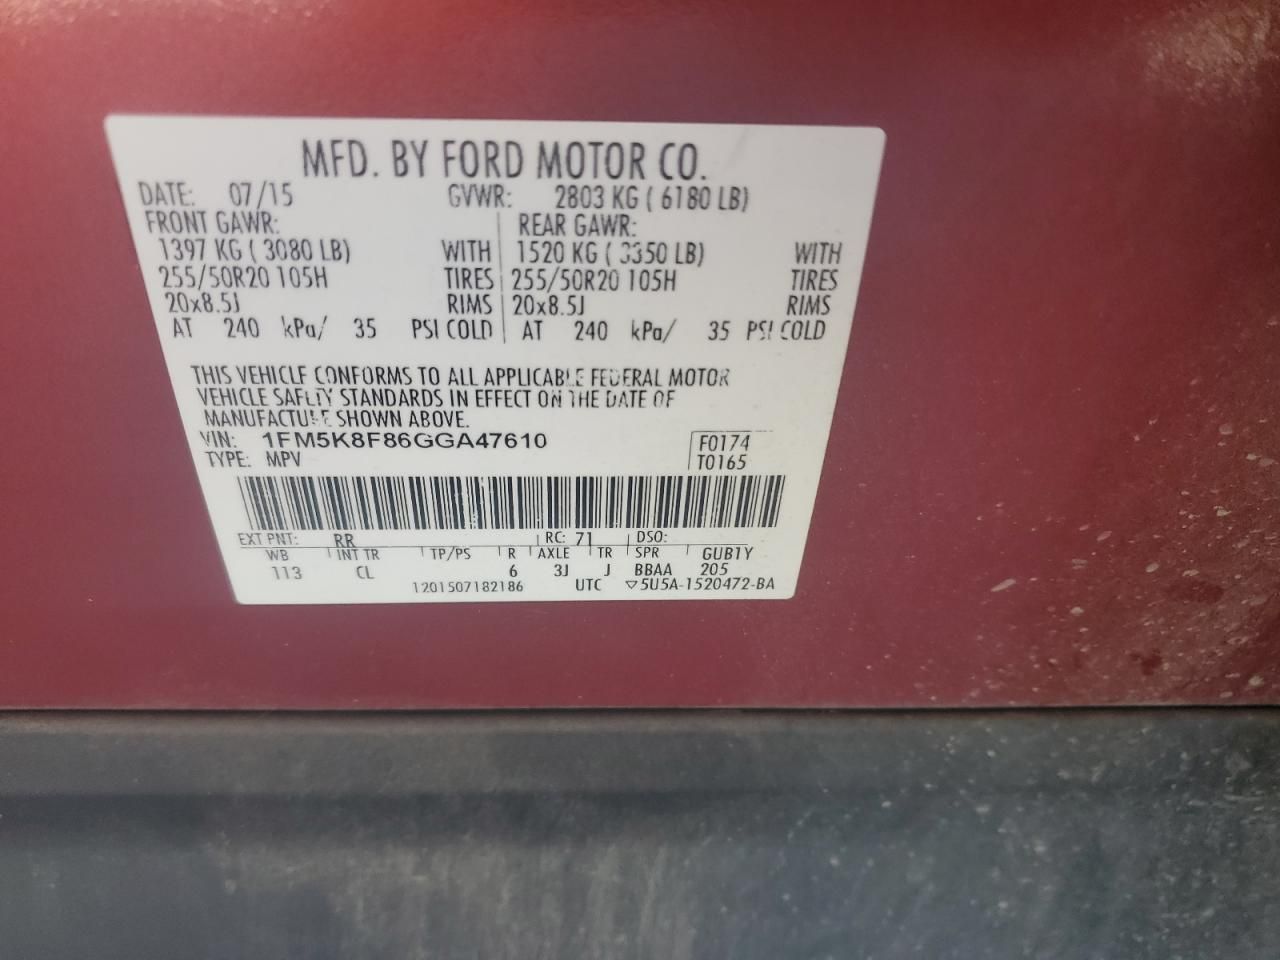 MFD. BY FORD MOTOR CO.
DATE: 07/15 GVWR: 2803 KG ( 6180 LB)
FRONT GAWR: REAR GAWR:
1397 KG ( 3080 LB) WITH 1520 KG ( 3350 LB) WITH
255/50R20 105H TIRES 255/50R20 105H TIRES
20x8.5J RIMS 20x8.5J RIMS
AT 240 kPa/ 35 PSI COLD AT 240 kPa/ 35 PSI COLD
THIS VEHICLE CONFORMS TO ALL APPLICABLE FEDERAL MOTOR
VEHICLE SAFETY STANDARDS IN EFFECT ON THE DATE OF
MANUFACTURE SHOWN ABOVE.
VIN: 1FM5K8F86GGA47610 F0174
TYPE: MPV T0165
EXT PNT: RR RC: 71 DSO:
WB INT TR TP/PS R AXLE TR SPR GUB1Y
113 CL 6 3J J BBAA 205
1201507182186 UTC ▽5U5A-1520472-BA